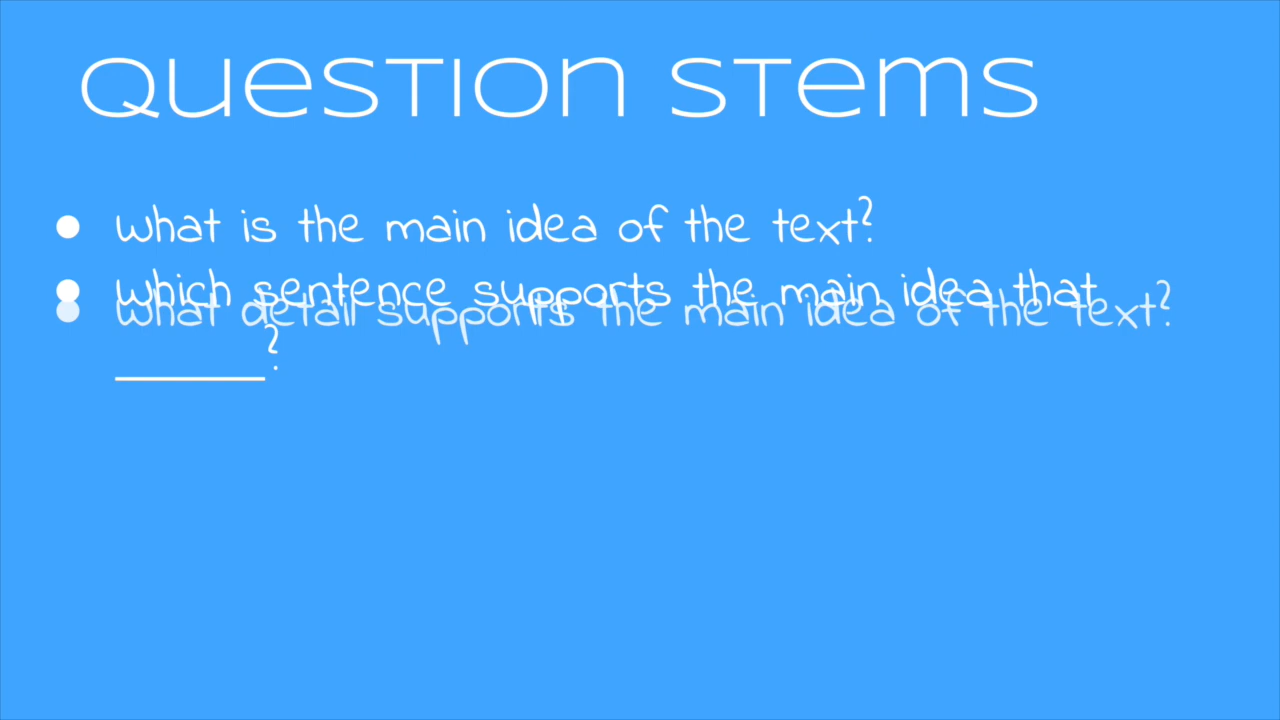 QUESTION STEMS
• what is the main idea of the text?
• which sentence supports the main idea that
• what detail supports the main idea of the text?
_______?